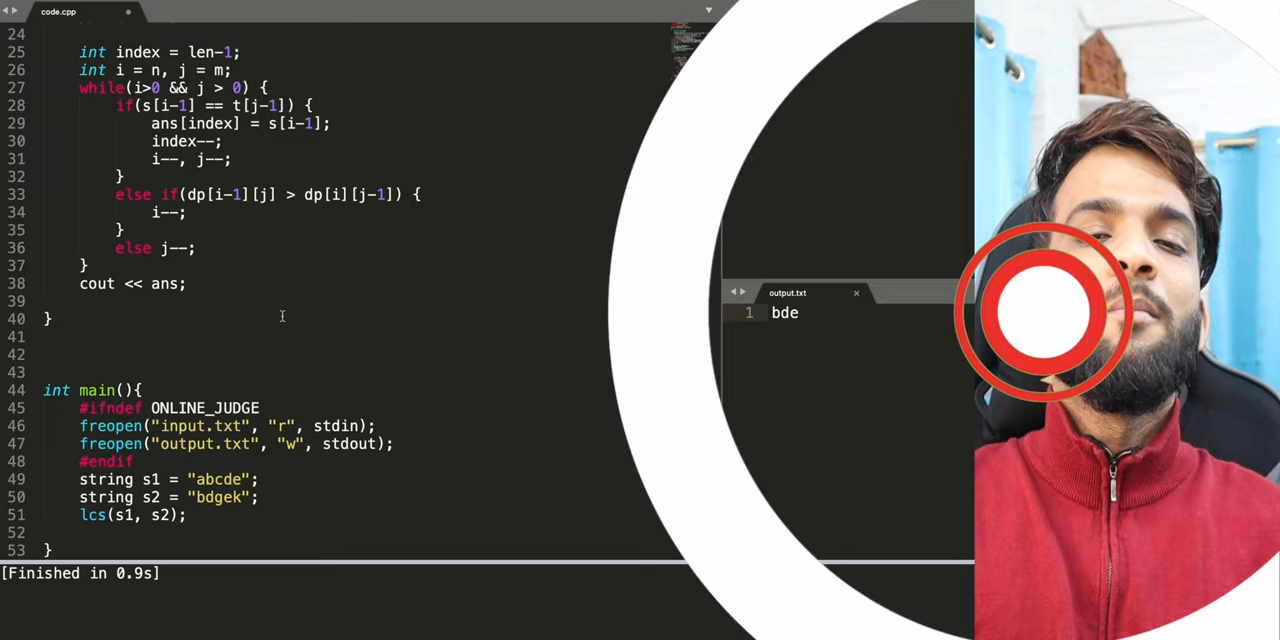 code.cpp
24
25 int index = len-1;
26 int i = n, j = m;
27 while(i>0 && j > 0) {
28 if(s[i-1] == t[j-1]) {
29 ans[index] = s[i-1];
30 index--;
31 i--, j--;
32 }
33 else if(dp[i-1][j] > dp[i][j-1]) {
34 i--;
35 }
36 else j--;
37 }
38 cout << ans;
39
40 }
41
42
43
44 int main(){
45 #ifndef ONLINE_JUDGE
46 freopen("input.txt", "r", stdin);
47 freopen("output.txt", "w", stdout);
48 #endif
49 string s1 = "abcde";
50 string s2 = "bdgek";
51 lcs(s1, s2);
52
53 }
[Finished in 0.9s]
output.txt
1 bde